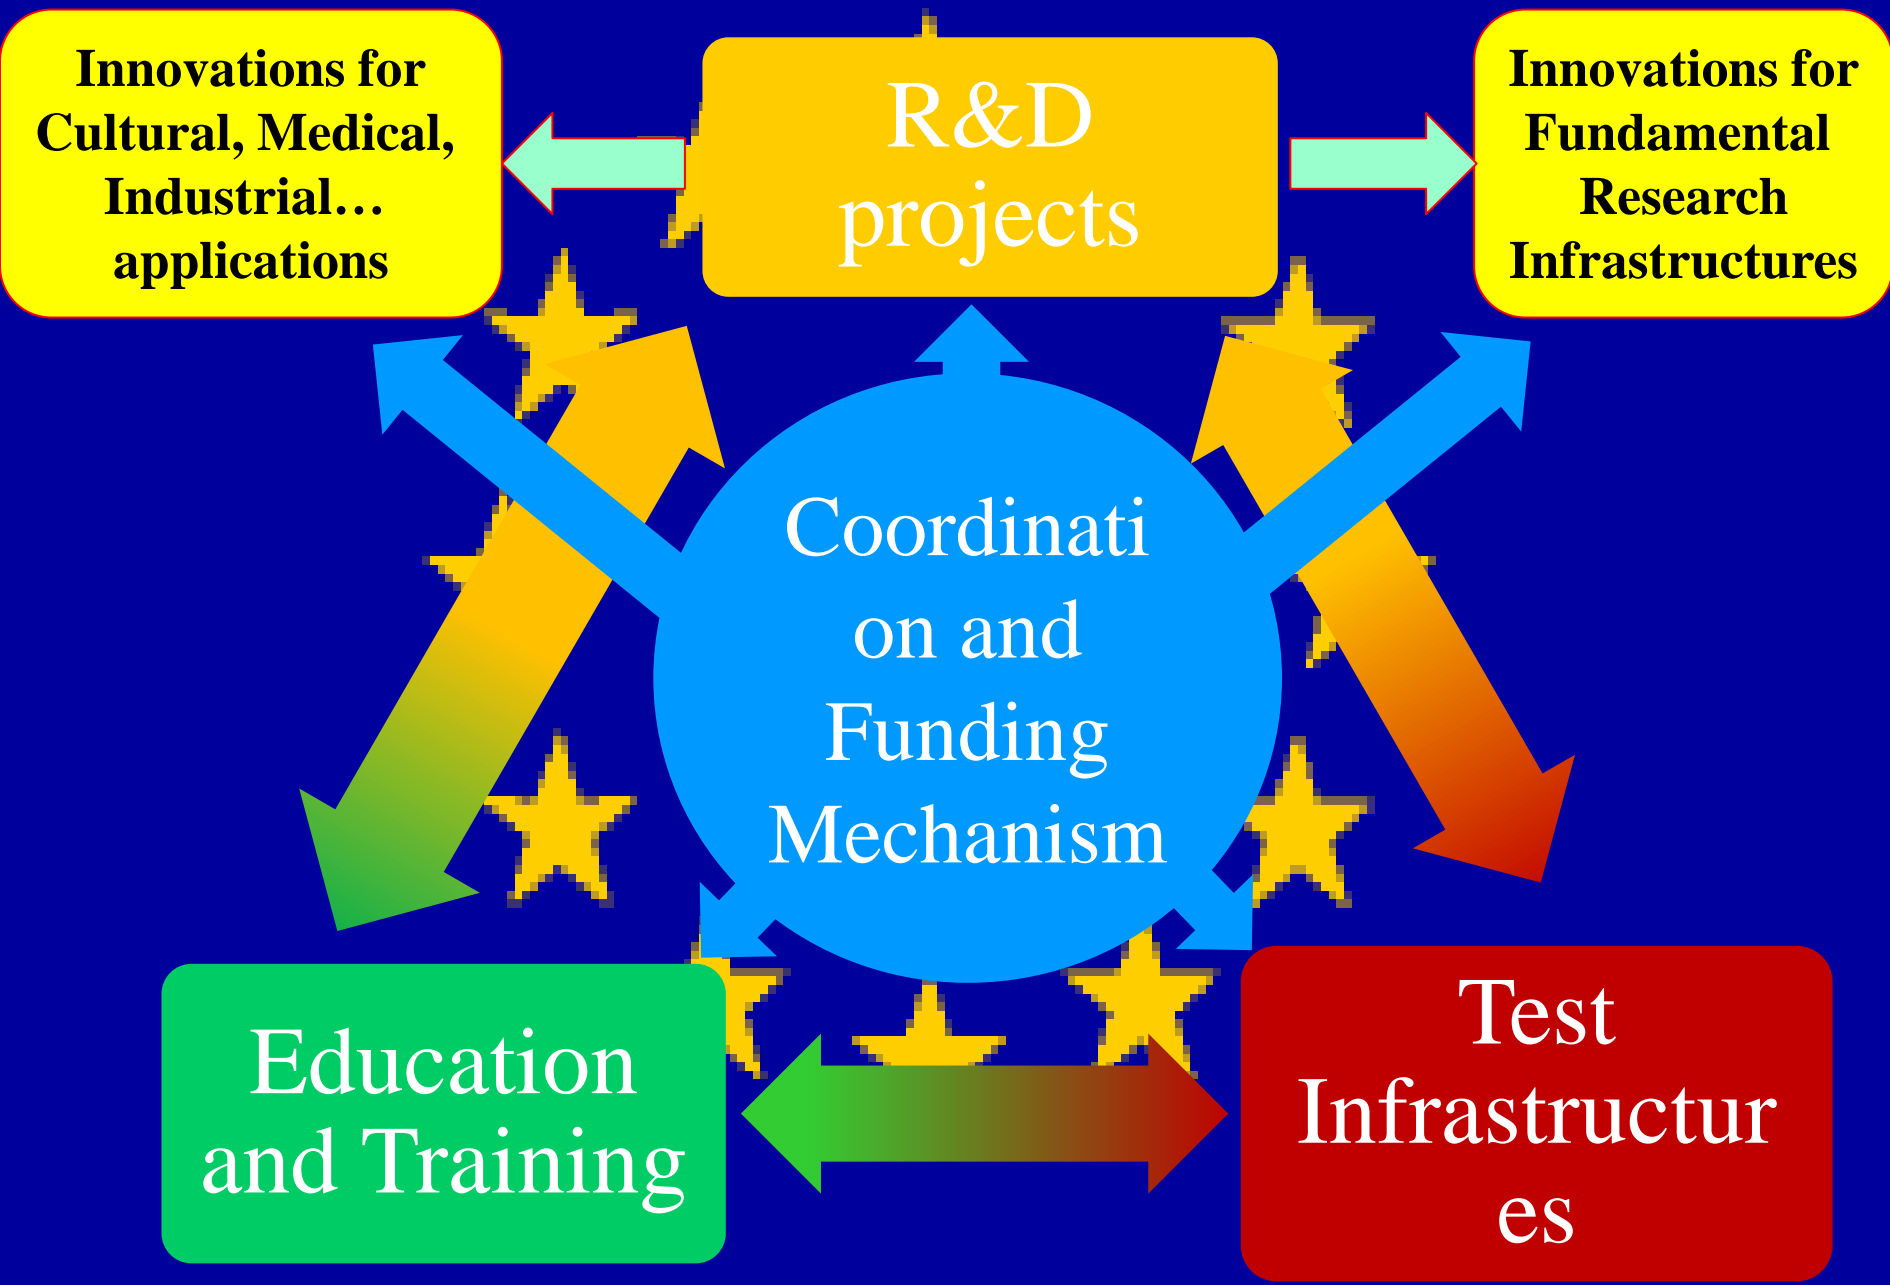 Innovations for
Cultural, Medical,
Industrial…
applications
R&D
projects
Innovations for
Fundamental
Research
Infrastructures
Coordinati
on and
Funding
Mechanism
Education
and Training
Test
Infrastructur
es